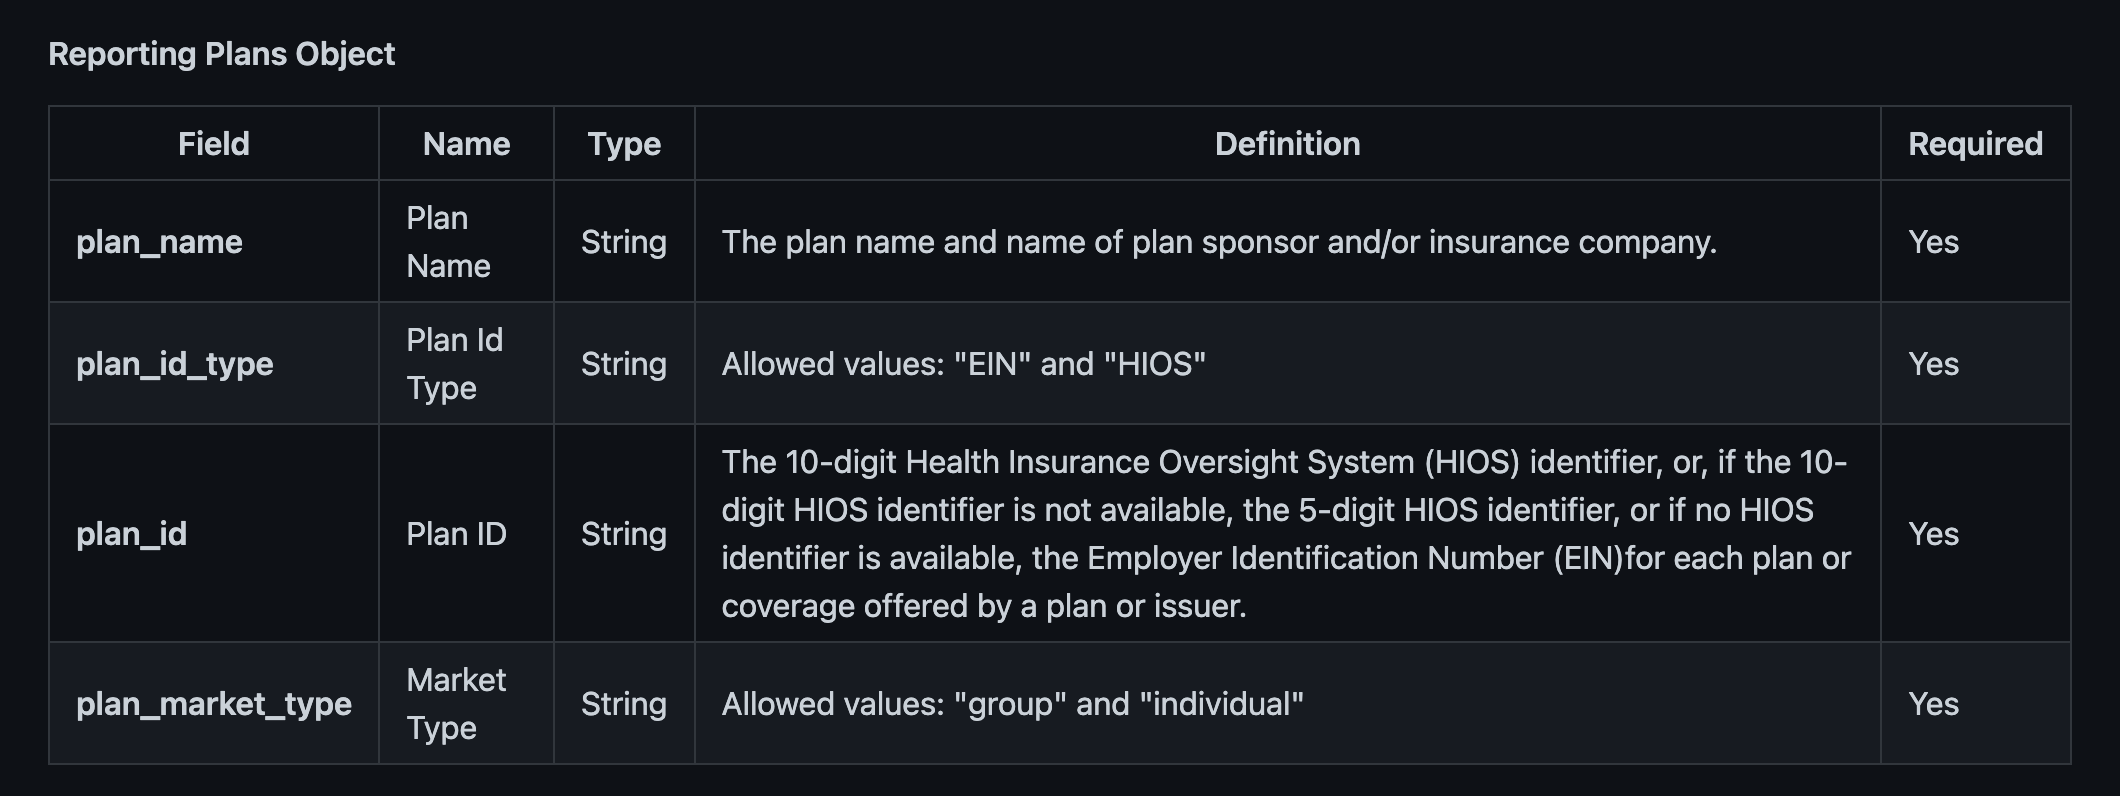 Reporting Plans Object
Field Name Type Definition Required
plan_name
Plan
Name
String
The plan name and name of plan sponsor and/or insurance company.
Yes
plan_id_type
Plan Id
Type
String
Allowed values: "EIN" and "HIOS"
Yes
plan_id
Plan ID
String
The 10-digit Health Insurance Oversight System (HIOS) identifier, or, if the 10-
digit HIOS identifier is not available, the 5-digit HIOS identifier, or if no HIOS
identifier is available, the Employer Identification Number (EIN)for each plan or
coverage offered by a plan or issuer.
Yes
plan_market_type
Market
Type
String
Allowed values: "group" and "individual"
Yes